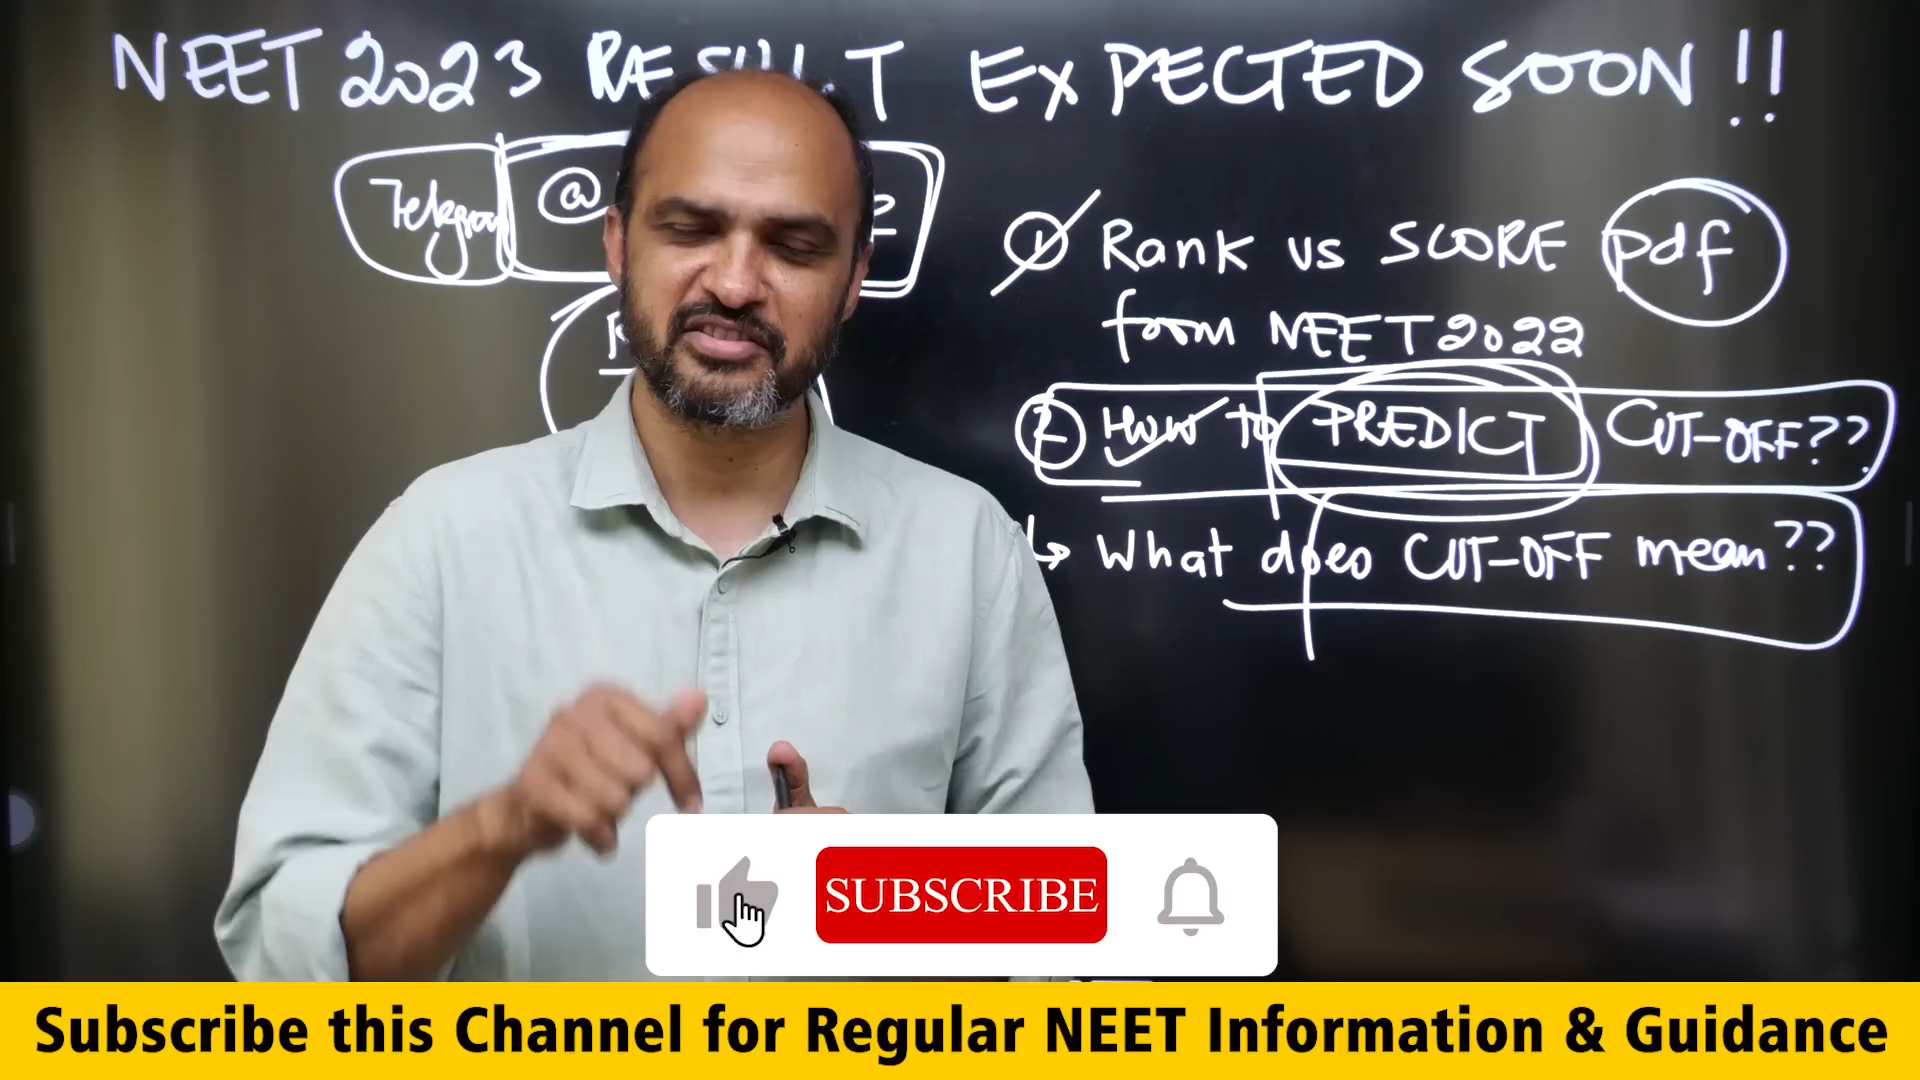 NEET 2023 RESULT EXPECTED SOON !!
Telegram @
① Rank vs SCORE pdf
from NEET 2022
2 How to PREDICT CUT-OFF??
↳ What does CUT-OFF mean??
SUBSCRIBE
Subscribe this Channel for Regular NEET Information & Guidance